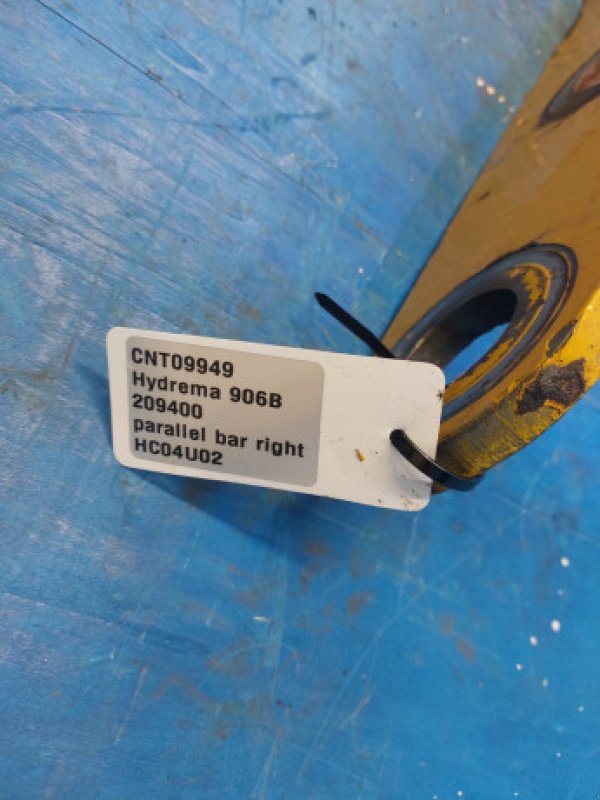 CNT09949
Hydrema 906B
209400
parallel bar right
HC04U02